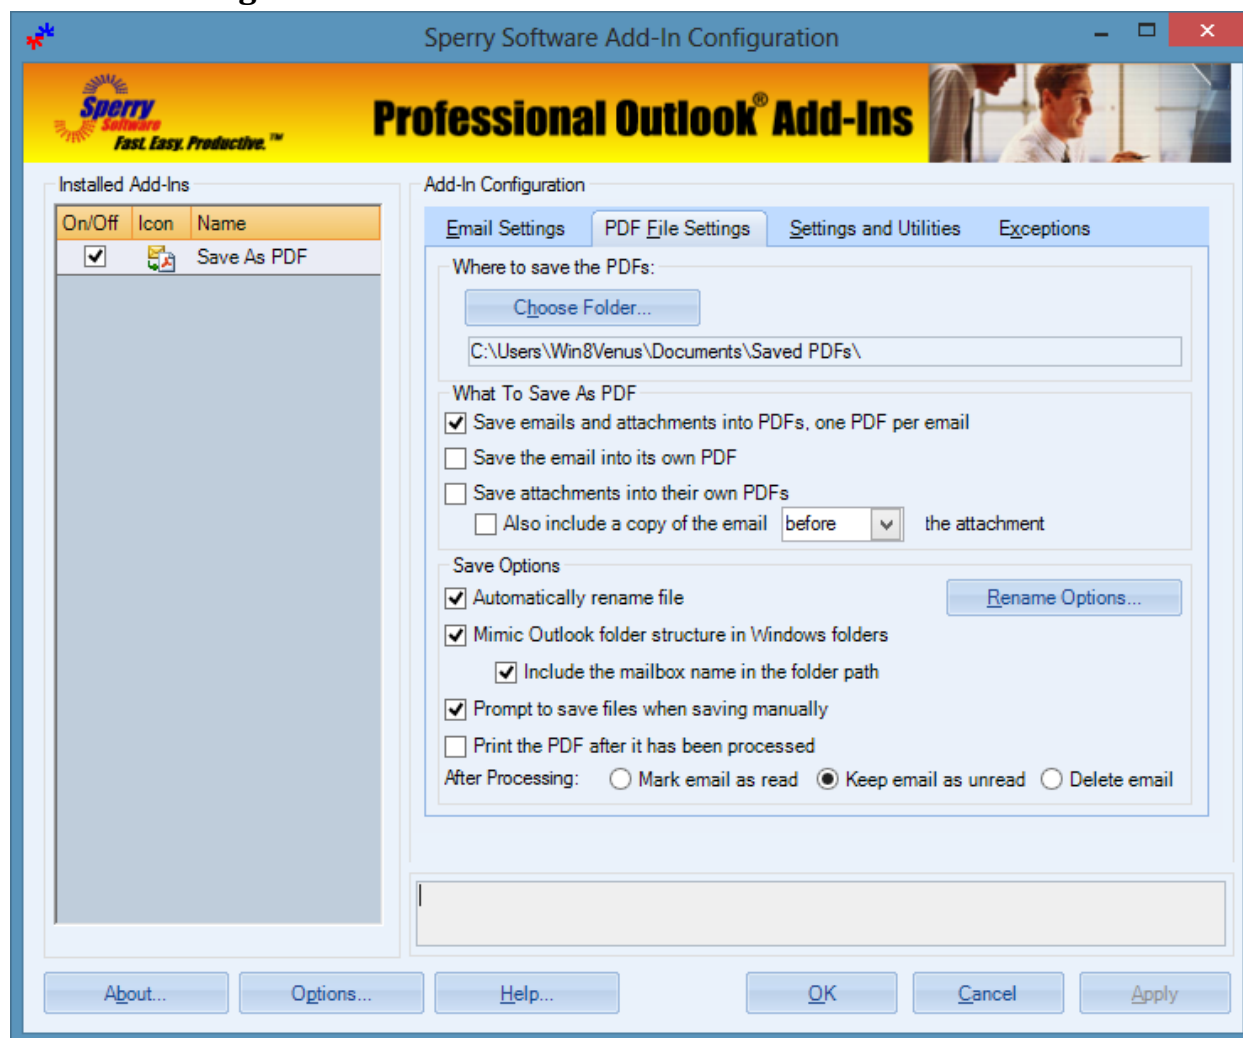 Sperry Software Add-In Configuration
Sperry
Software
Fast. Easy. Productive.™
Professional Outlook® Add-Ins
Installed Add-Ins
On/Off Icon Name
Save As PDF
Add-In Configuration
Email Settings PDF File Settings Settings and Utilities Exceptions
Where to save the PDFs:
Choose Folder...
C:\Users\Win8Venus\Documents\Saved PDFs\
What To Save As PDF
Save emails and attachments into PDFs, one PDF per email
Save the email into its own PDF
Save attachments into their own PDFs
Also include a copy of the email before the attachment
Save Options
Automatically rename file Rename Options...
Mimic Outlook folder structure in Windows folders
Include the mailbox name in the folder path
Prompt to save files when saving manually
Print the PDF after it has been processed
After Processing: Mark email as read Keep email as unread Delete email
About... Options... Help... OK Cancel Apply